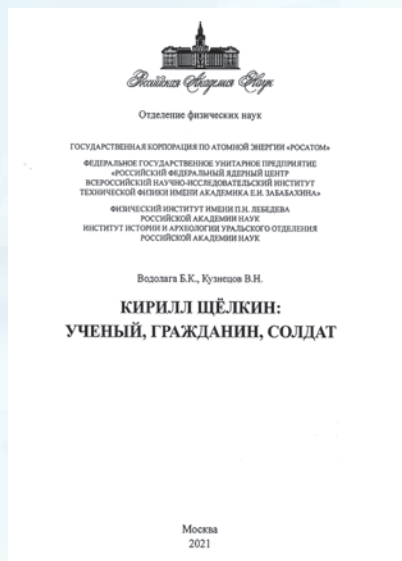 Российская Академия Наук
Отделение физических наук
ГОСУДАРСТВЕННАЯ КОРПОРАЦИЯ ПО АТОМНОЙ ЭНЕРГИИ «РОСАТОМ»
ФЕДЕРАЛЬНОЕ ГОСУДАРСТВЕННОЕ УНИТАРНОЕ ПРЕДПРИЯТИЕ
«РОССИЙСКИЙ ФЕДЕРАЛЬНЫЙ ЯДЕРНЫЙ ЦЕНТР
ВСЕРОССИЙСКИЙ НАУЧНО-ИССЛЕДОВАТЕЛЬСКИЙ ИНСТИТУТ
ТЕХНИЧЕСКОЙ ФИЗИКИ ИМЕНИ АКАДЕМИКА Е.И. ЗАБАБАХИНА»
ФИЗИЧЕСКИЙ ИНСТИТУТ ИМЕНИ П.Н. ЛЕБЕДЕВА
РОССИЙСКОЙ АКАДЕМИИ НАУК
ИНСТИТУТ ИСТОРИИ И АРХЕОЛОГИИ УРАЛЬСКОГО ОТДЕЛЕНИЯ
РОССИЙСКОЙ АКАДЕМИИ НАУК
Водолага Б.К., Кузнецов В.Н.
КИРИЛЛ ЩЁЛКИН:
УЧЕНЫЙ, ГРАЖДАНИН, СОЛДАТ
Москва
2021